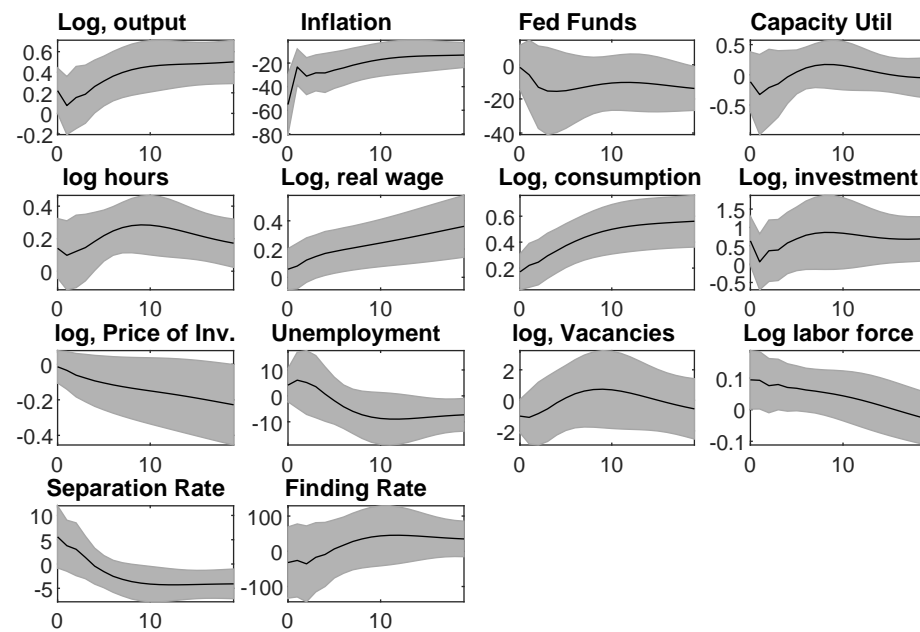 Log, output Inflation Fed Funds Capacity Util
0.6 0.4 0.2 0 -0.2 0 10
-20 -40 -60 -80 0 10
0 -20 -40 0 10
0.5 0 -0.5 0 10
log hours Log, real wage Log, consumption Log, investment
0.4 0.2 0 0 10
0.4 0.2 0 0 10
0.6 0.4 0.2 0 10
1.5 1 0.5 0 -0.5 0 10
log, Price of Inv. Unemployment log, Vacancies Log labor force
0 -0.2 -0.4 0 10
10 0 -10 0 10
2 0 -2 0 10
0.1 0 -0.1 0 10
Separation Rate Finding Rate
10 5 0 -5 0 10
100 0 -100 0 10